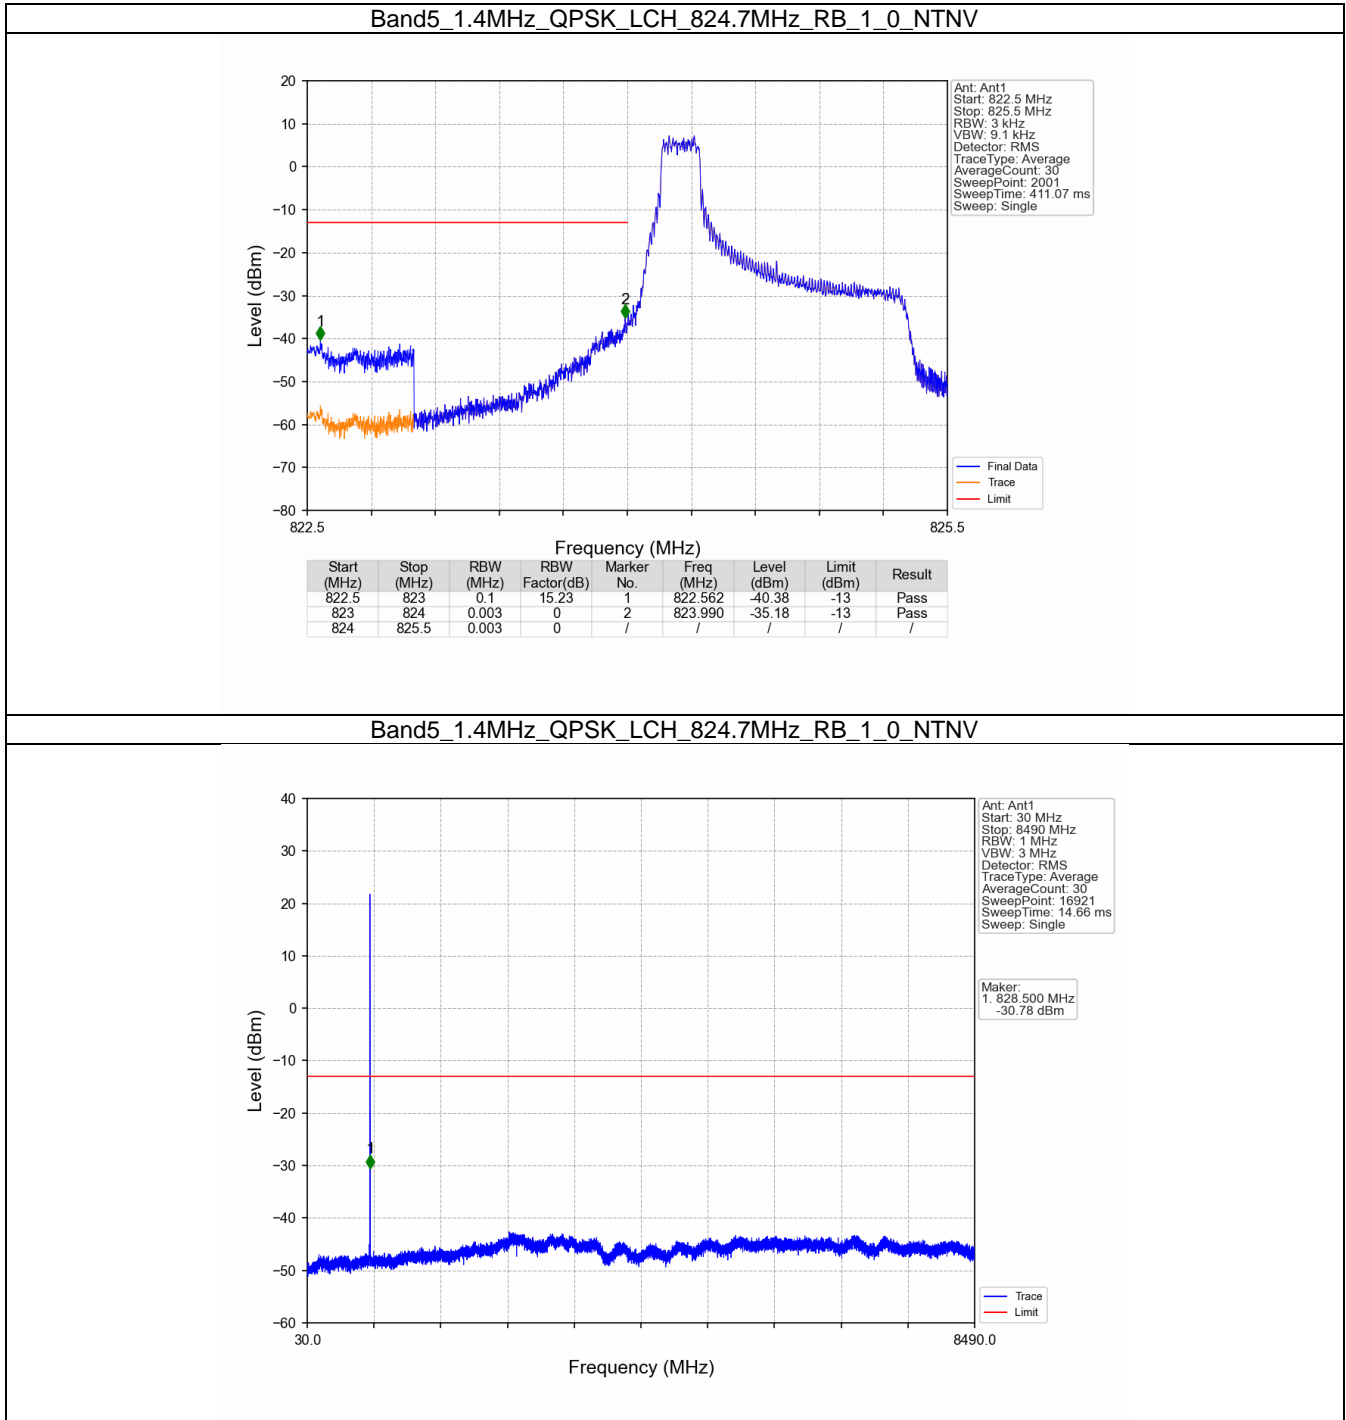 Band5_1.4MHz_QPSK_LCH_824.7MHz_RB_1_0_NTNV
20
10
0
−10
−20
−30
−40
−50
−60
−70
−80
Level (dBm)
1
2
822.5
825.5
Frequency (MHz)
Ant: Ant1
Start: 822.5 MHz
Stop: 825.5 MHz
RBW: 3 kHz
VBW: 9.1 kHz
Detector: RMS
TraceType: Average
AverageCount: 30
SweepPoint: 2001
SweepTime: 411.07 ms
Sweep: Single
Final Data
Trace
Limit
Start (MHz) Stop (MHz) RBW (MHz) RBW Factor(dB) Marker No. Freq (MHz) Level (dBm) Limit (dBm) Result
822.5 823 0.1 15.23 1 822.562 -40.38 -13 Pass
823 824 0.003 0 2 823.990 -35.18 -13 Pass
824 825.5 0.003 0 / / / / /
Band5_1.4MHz_QPSK_LCH_824.7MHz_RB_1_0_NTNV
40
30
20
10
0
−10
−20
−30
−40
−50
−60
Level (dBm)
1
30.0
8490.0
Frequency (MHz)
Ant: Ant1
Start: 30 MHz
Stop: 8490 MHz
RBW: 1 MHz
VBW: 3 MHz
Detector: RMS
TraceType: Average
AverageCount: 30
SweepPoint: 16921
SweepTime: 14.66 ms
Sweep: Single
Maker:
1. 828.500 MHz
-30.78 dBm
Trace
Limit